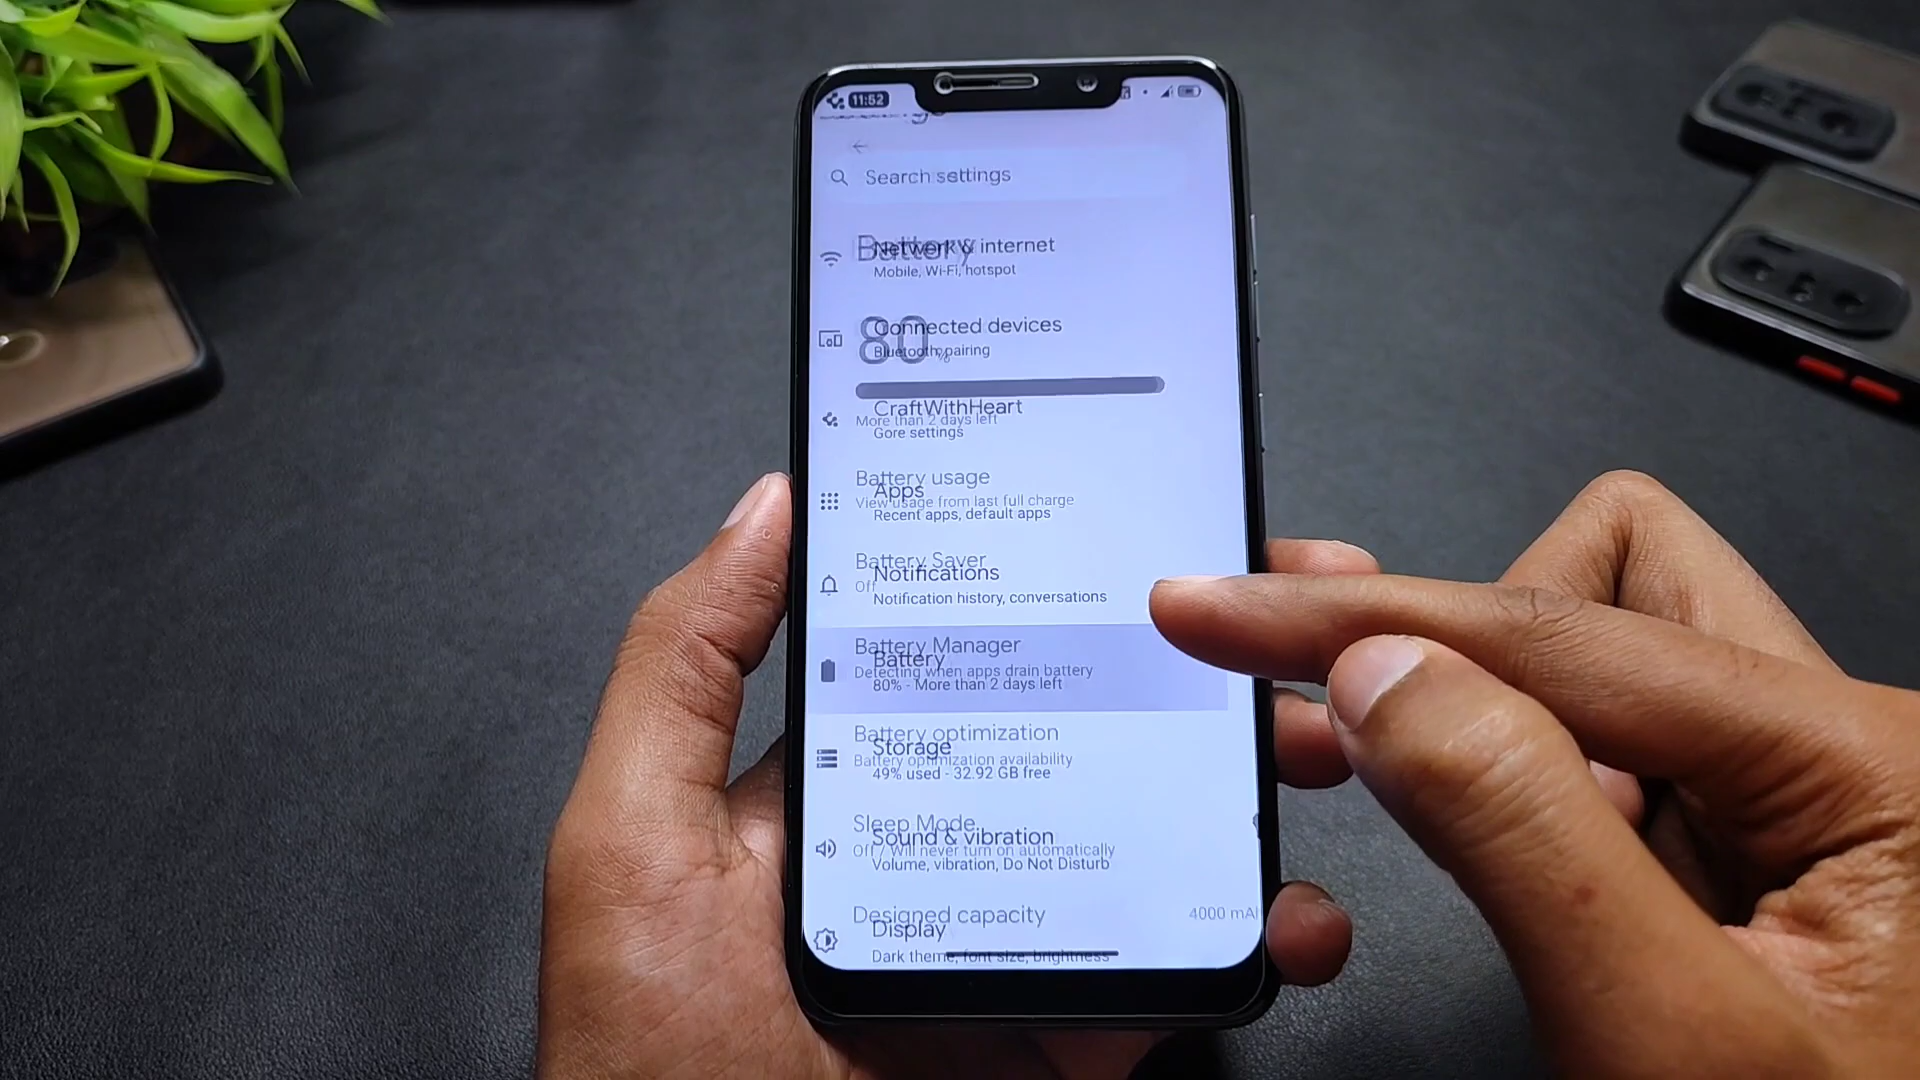 11:52
Search settings
Battery
Network & internet
Mobile, Wi-Fi, hotspot
80%
Connected devices
Bluetooth, pairing
CraftWithHeart
More than 2 days left
Gore settings
Battery usage
Apps
View usage from last full charge
Recent apps, default apps
Battery Saver
Notifications
Off
Notification history, conversations
Battery Manager
Battery
Detecting when apps drain battery
80% - More than 2 days left
Battery optimization
Storage
Battery optimization availability
49% used - 32.92 GB free
Sleep Mode
Sound & vibration
Off / Will never turn on automatically
Volume, vibration, Do Not Disturb
Designed capacity
4000 mAh
Display
Dark theme, font size, brightness